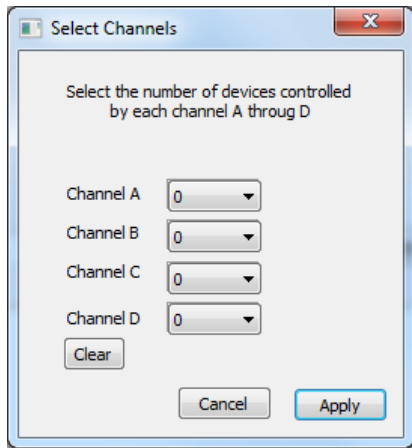 Select Channels
Select the number of devices controlled
by each channel A throug D
Channel A 0
Channel B 0
Channel C 0
Channel D 0
Clear
Cancel Apply